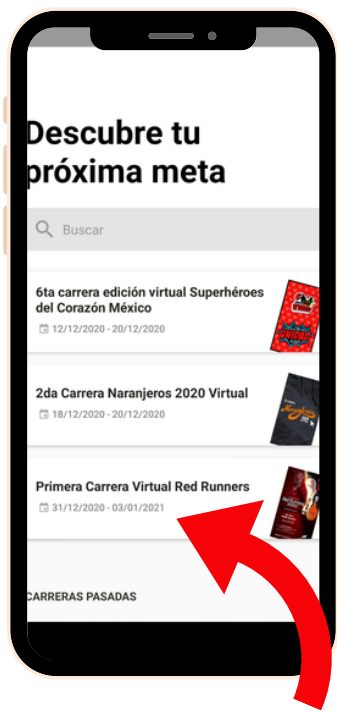 Descubre tu
próxima meta
Buscar
6ta carrera edición virtual Superhéroes
del Corazón México
12/12/2020 - 20/12/2020
2da Carrera Naranjeros 2020 Virtual
18/12/2020 - 20/12/2020
Primera Carrera Virtual Red Runners
31/12/2020 - 03/01/2021
CARRERAS PASADAS